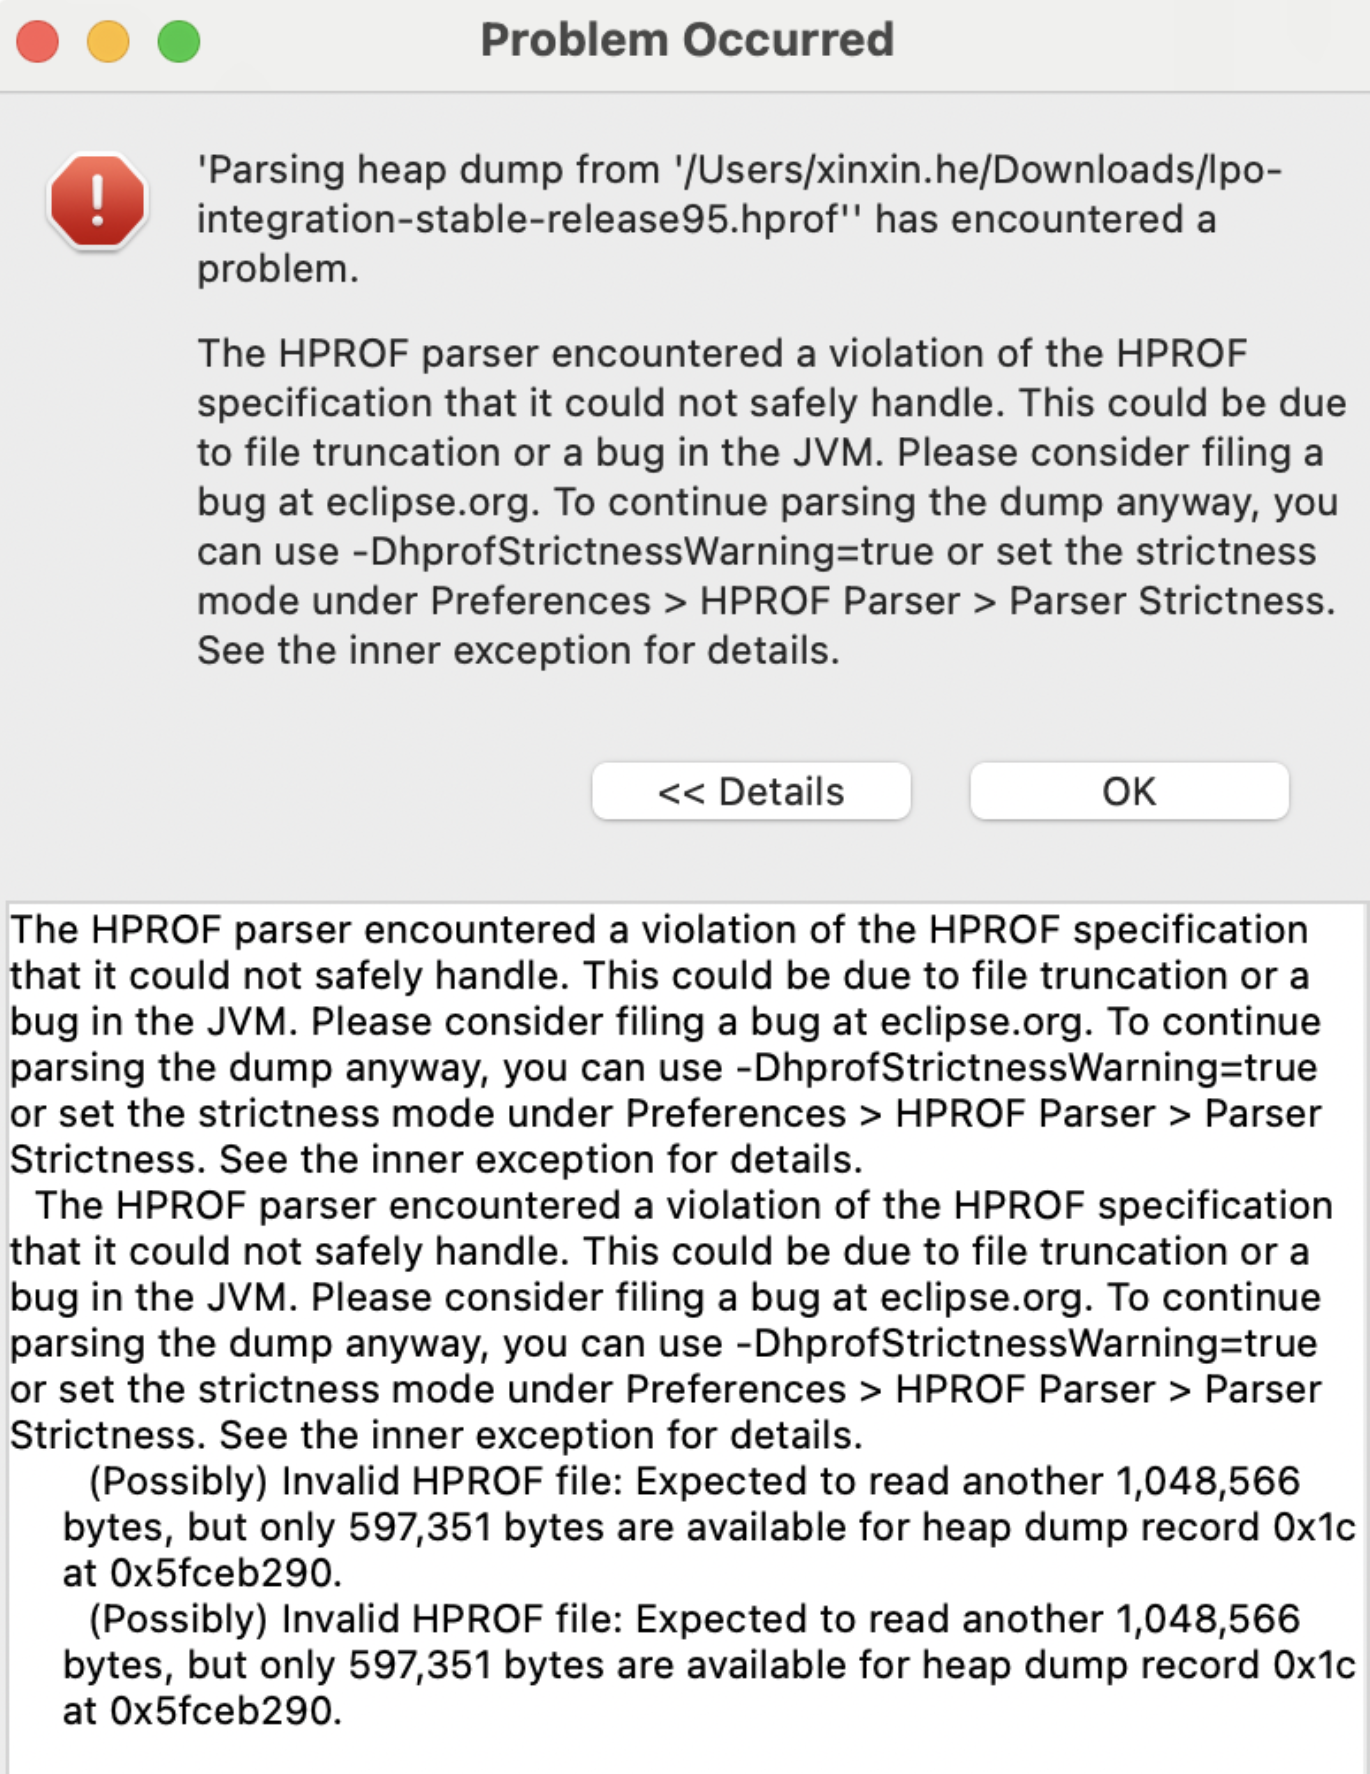 Problem Occurred
'Parsing heap dump from '/Users/xinxin.he/Downloads/lpo-
integration-stable-release95.hprof'' has encountered a
problem.
The HPROF parser encountered a violation of the HPROF
specification that it could not safely handle. This could be due
to file truncation or a bug in the JVM. Please consider filing a
bug at eclipse.org. To continue parsing the dump anyway, you
can use -DhprofStrictnessWarning=true or set the strictness
mode under Preferences > HPROF Parser > Parser Strictness.
See the inner exception for details.
<< Details
OK
The HPROF parser encountered a violation of the HPROF specification
that it could not safely handle. This could be due to file truncation or a
bug in the JVM. Please consider filing a bug at eclipse.org. To continue
parsing the dump anyway, you can use -DhprofStrictnessWarning=true
or set the strictness mode under Preferences > HPROF Parser > Parser
Strictness. See the inner exception for details.
The HPROF parser encountered a violation of the HPROF specification
that it could not safely handle. This could be due to file truncation or a
bug in the JVM. Please consider filing a bug at eclipse.org. To continue
parsing the dump anyway, you can use -DhprofStrictnessWarning=true
or set the strictness mode under Preferences > HPROF Parser > Parser
Strictness. See the inner exception for details.
(Possibly) Invalid HPROF file: Expected to read another 1,048,566
bytes, but only 597,351 bytes are available for heap dump record 0x1c
at 0x5fceb290.
(Possibly) Invalid HPROF file: Expected to read another 1,048,566
bytes, but only 597,351 bytes are available for heap dump record 0x1c
at 0x5fceb290.